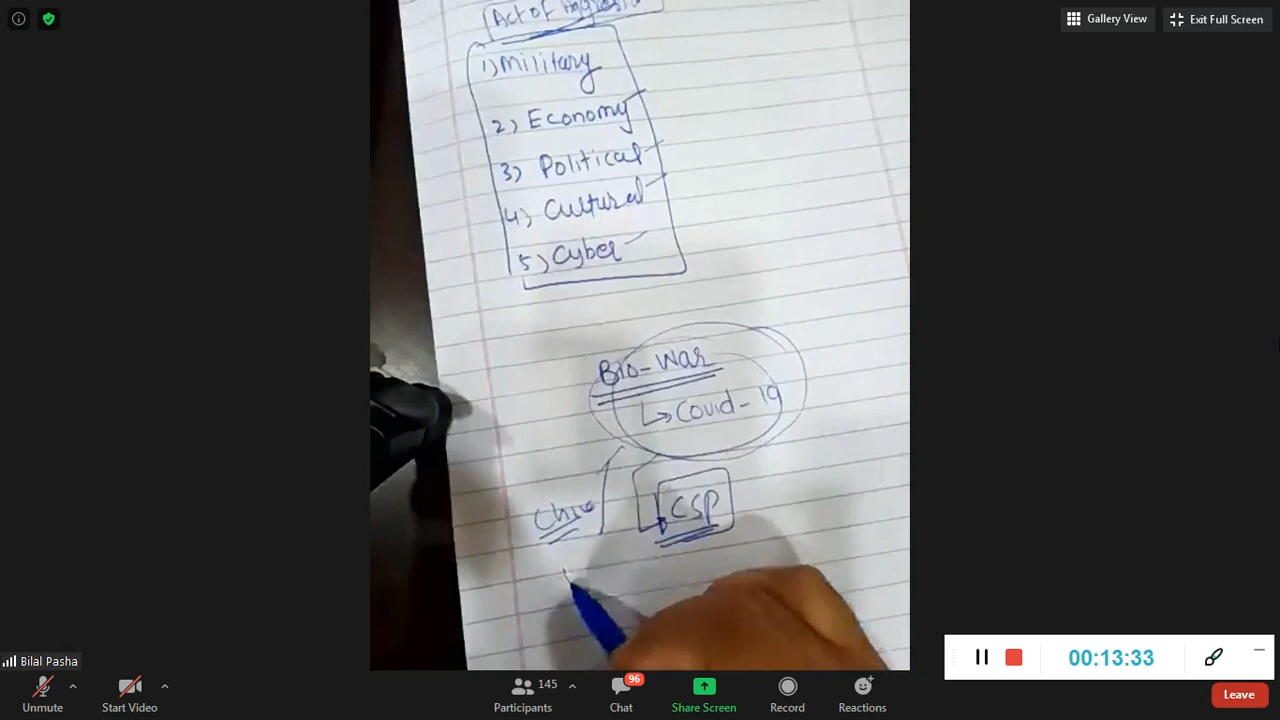 Gallery View
Exit Full Screen
Act of
1) Military
2) Economy
3) Political
4) Cultural
5) Cyber
Bio-War
↳ Covid-19
CSP
Bilal Pasha
00:13:33
Unmute
Start Video
145
Participants
96
Chat
Share Screen
Record
Reactions
Leave